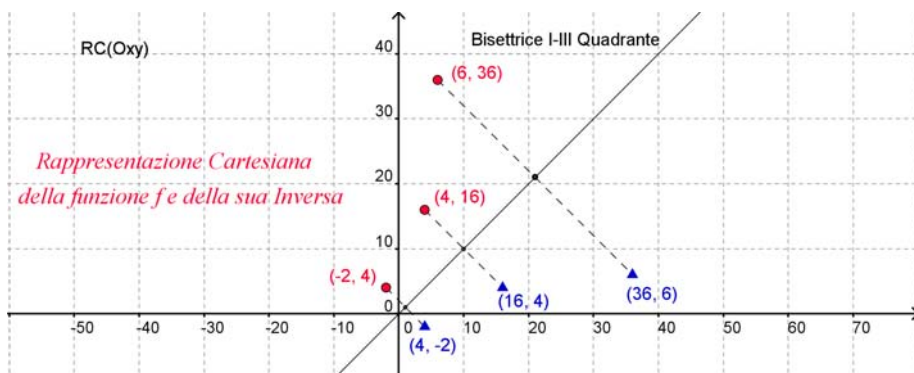 RC(Oxy)
Bisettrice I-III Quadrante
40
(6, 36)
30
Rappresentazione Cartesiana
della funzione f e della sua Inversa
20
(4, 16)
10
(-2, 4)
(16, 4)
(36, 6)
0
-50 -40 -30 -20 -10 0 10 20 30 40 50 60 70
(4, -2)